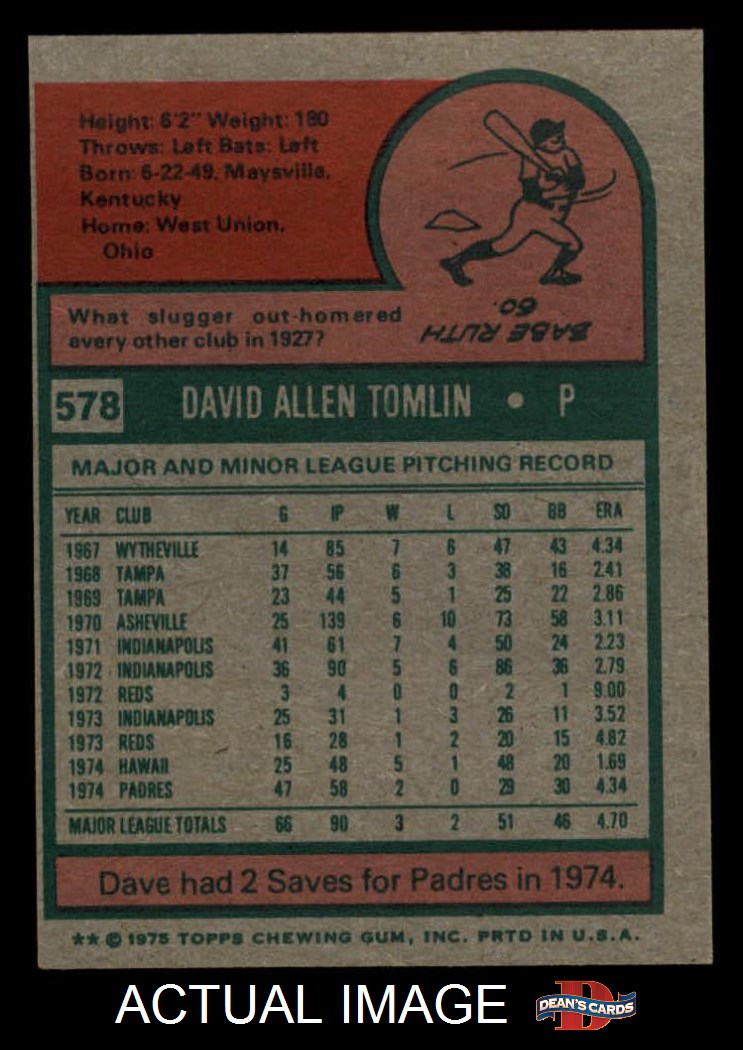 Height: 6'2" Weight: 180
Throws: Left Bats: Left
Born: 6-22-49, Maysville,
Kentucky
Home: West Union,
Ohio
What slugger out-homered
every other club in 1927?
BABE RUTH
60.
578 DAVID ALLEN TOMLIN • P
MAJOR AND MINOR LEAGUE PITCHING RECORD
YEAR CLUB G IP W L SO BB ERA
1967 WYTHEVILLE 14 85 7 6 47 43 4.34
1968 TAMPA 37 56 6 3 38 16 2.41
1969 TAMPA 23 44 5 1 25 22 2.86
1970 ASHEVILLE 25 139 6 10 73 58 3.11
1971 INDIANAPOLIS 41 61 7 4 50 24 2.23
1972 INDIANAPOLIS 36 90 5 6 86 36 2.79
1972 REDS 3 4 0 0 2 1 9.00
1973 INDIANAPOLIS 25 31 1 3 26 11 3.52
1973 REDS 16 28 1 2 20 15 4.82
1974 HAWAII 25 48 5 1 48 20 1.69
1974 PADRES 47 58 2 0 29 30 4.34
MAJOR LEAGUE TOTALS 66 90 3 2 51 46 4.70
Dave had 2 Saves for Padres in 1974.
** © 1975 TOPPS CHEWING GUM, INC. PRTD IN U.S.A.
ACTUAL IMAGE
D
DEAN'S CARDS